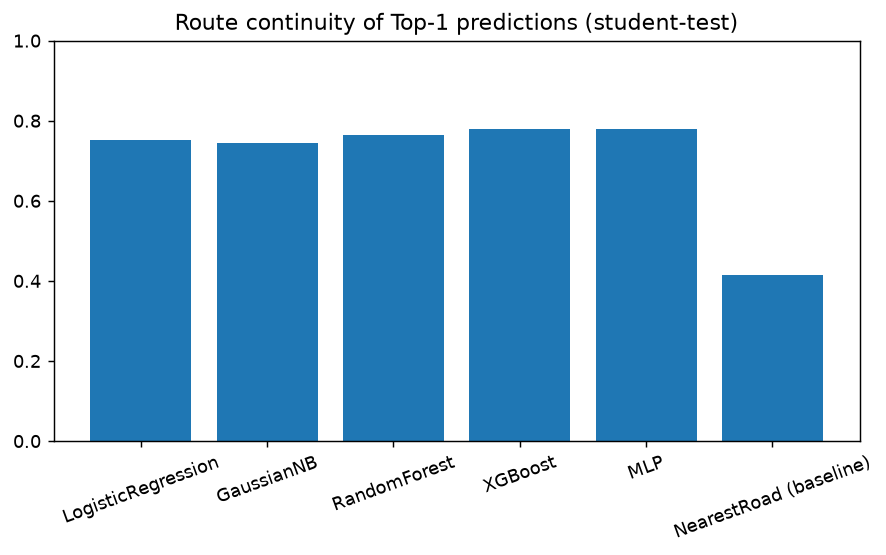 Route continuity of Top-1 predictions (student-test)
1.0
0.8
0.6
0.4
0.2
0.0
LogisticRegression
GaussianNB
RandomForest
XGBoost
MLP
NearestRoad (baseline)